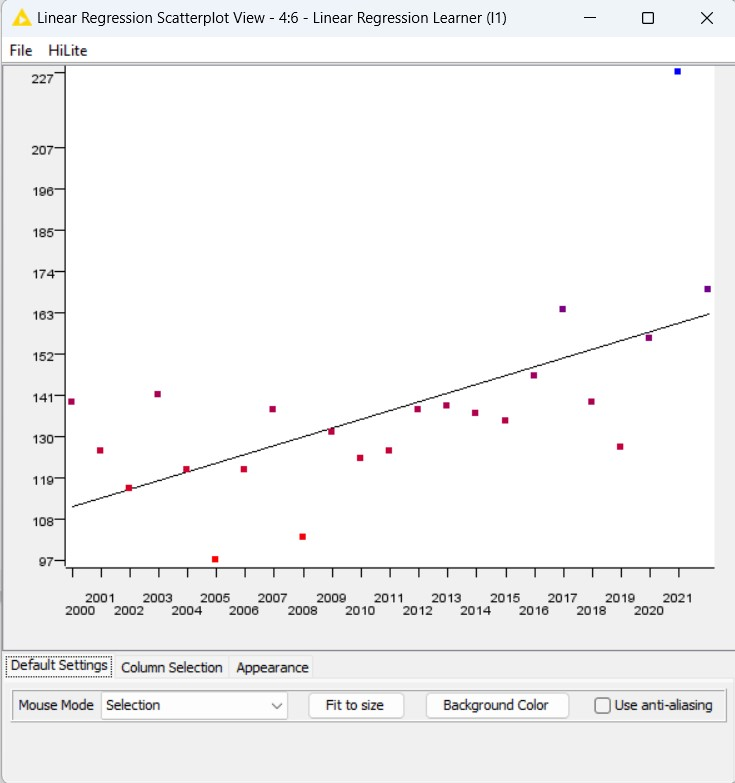 Linear Regression Scatterplot View - 4:6 - Linear Regression Learner (I1)
File HiLite
227
207
196
185
174
163
152
141
130
119
108
97
2001 2003 2005 2007 2009 2011 2013 2015 2017 2019 2021
2000 2002 2004 2006 2008 2010 2012 2014 2016 2018 2020
Default Settings Column Selection Appearance
Mouse Mode Selection Fit to size Background Color Use anti-aliasing